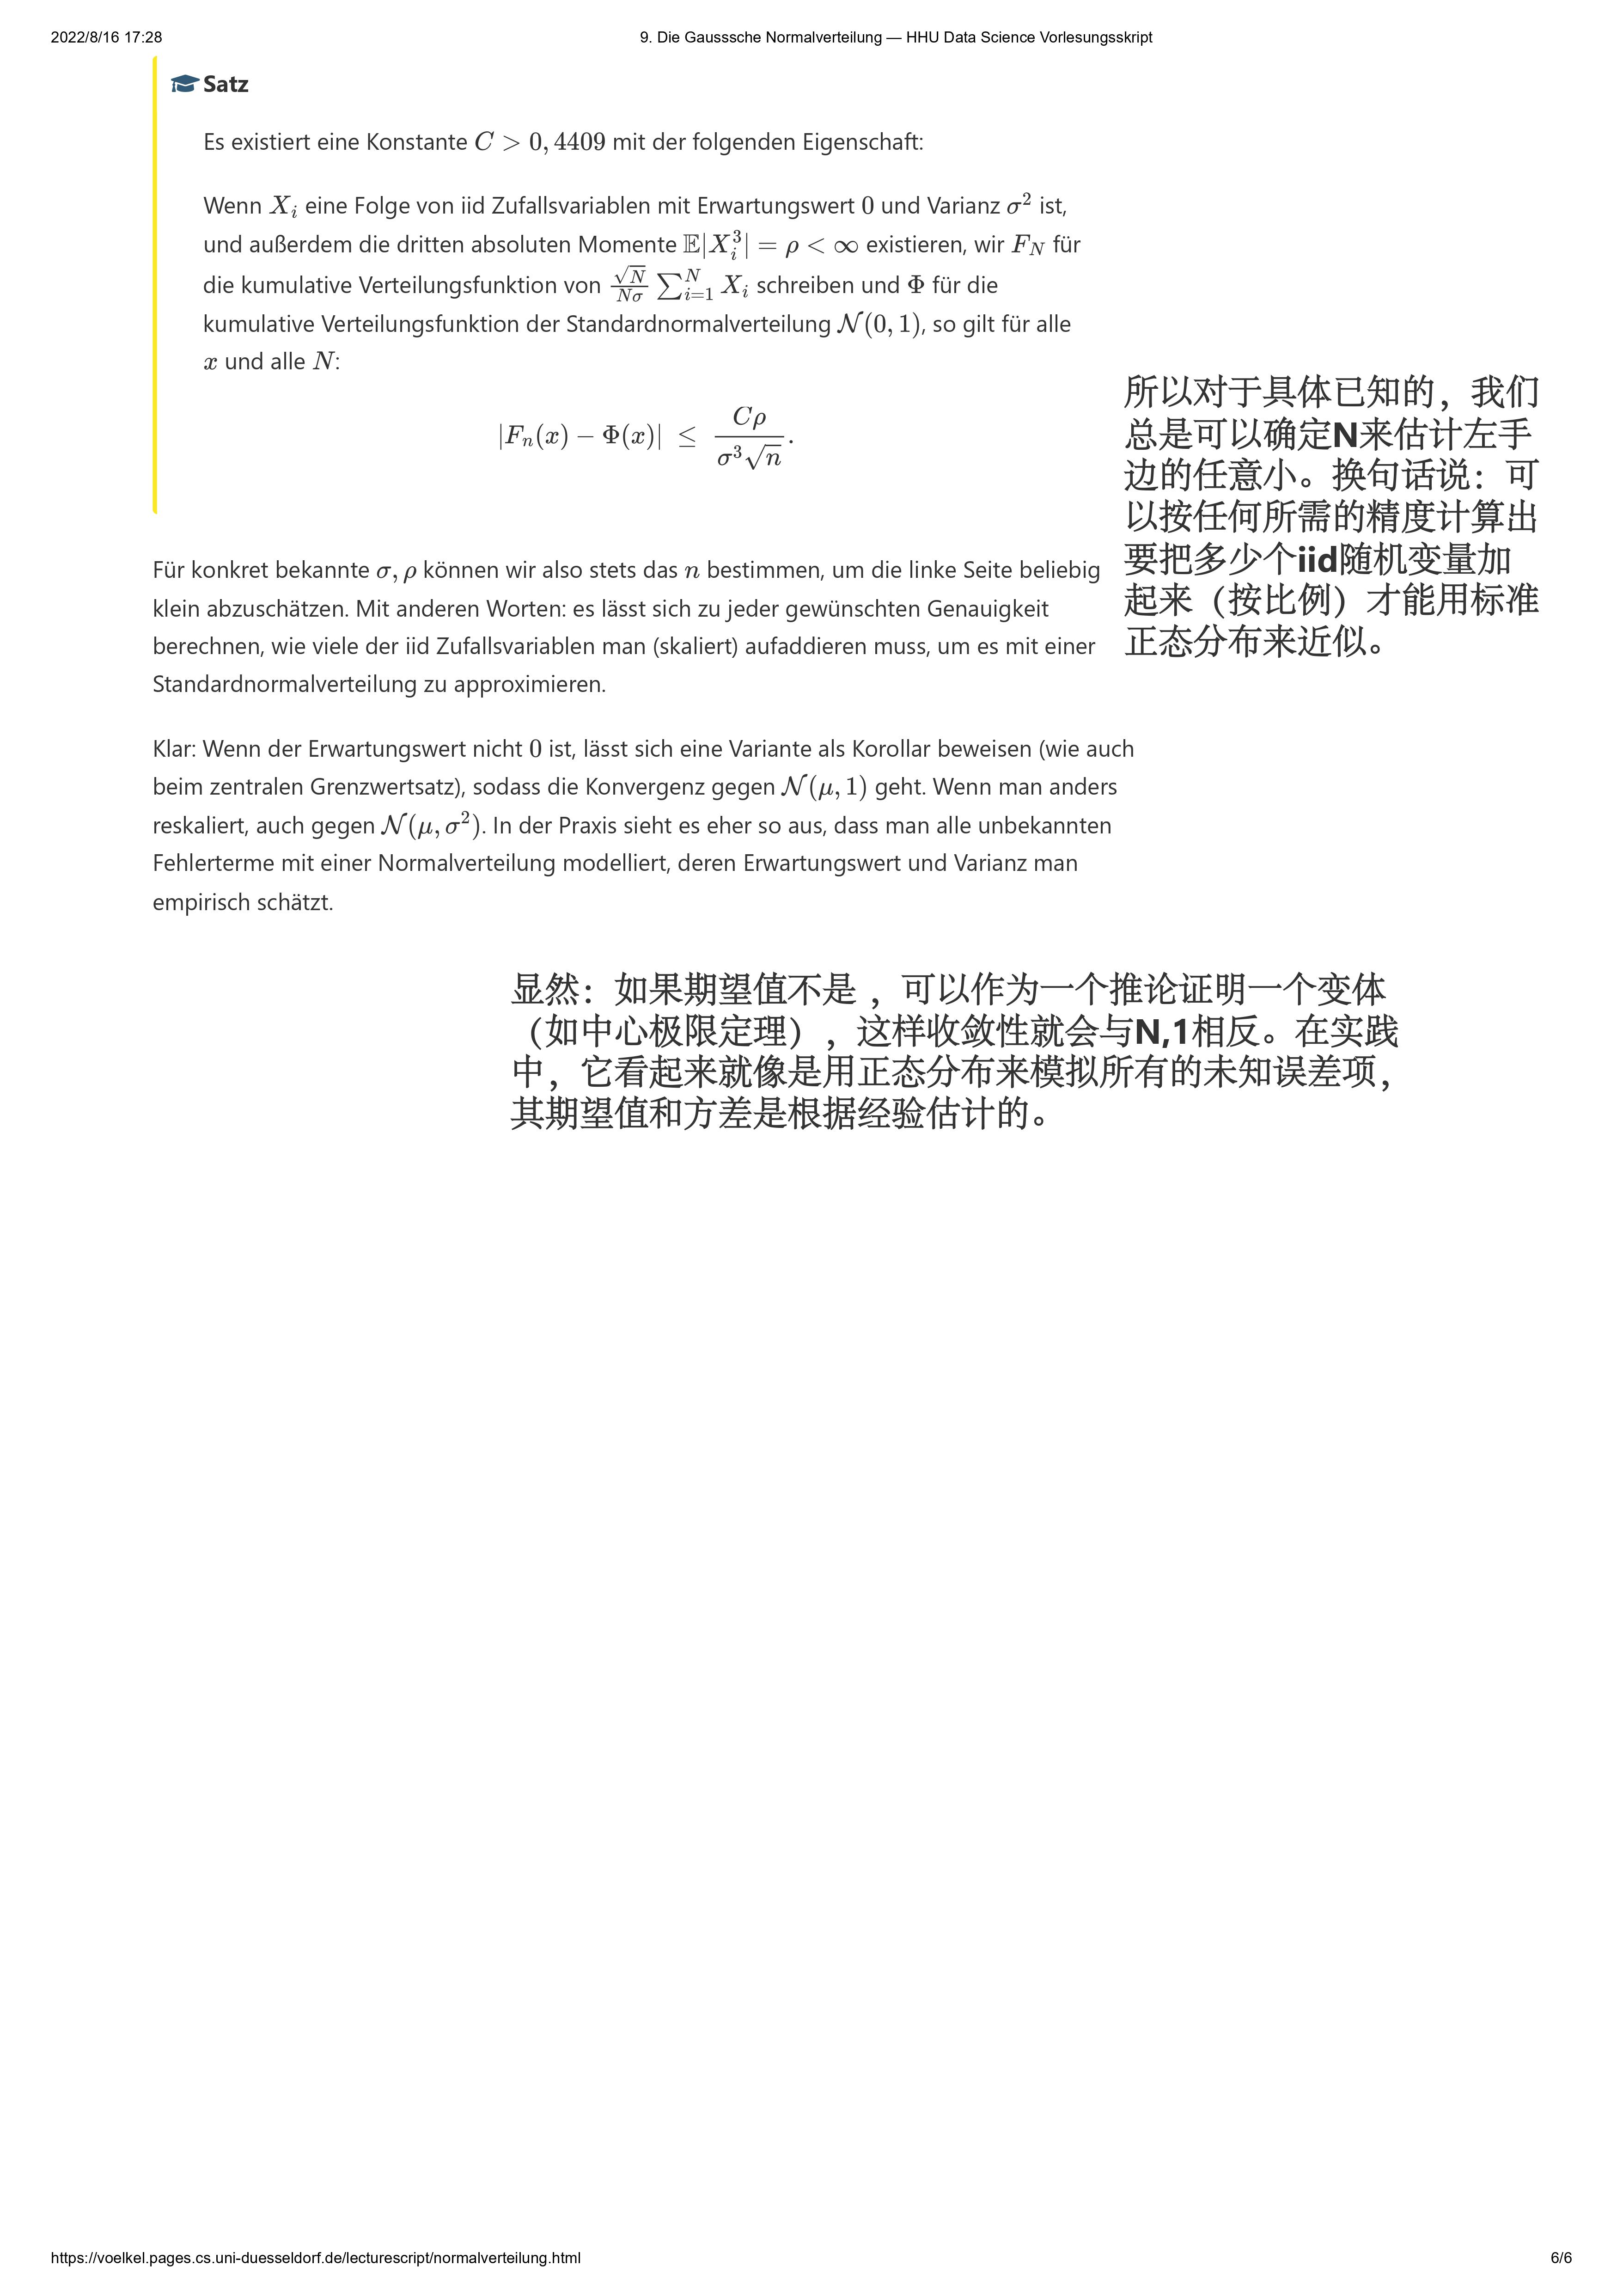 2022/8/16 17:28
9. Die Gausssche Normalverteilung — HHU Data Science Vorlesungsskript
Satz
Es existiert eine Konstante $C > 0,4409$ mit der folgenden Eigenschaft:
Wenn $X_i$ eine Folge von iid Zufallsvariablen mit Erwartungswert $0$ und Varianz $\sigma^2$ ist,
und außerdem die dritten absoluten Momente $\mathbb{E}|X_i^3| = \rho < \infty$ existieren, wir $F_N$ für
die kumulative Verteilungsfunktion von $\frac{\sqrt{N}}{N\sigma} \sum_{i=1}^{N} X_i$ schreiben und $\Phi$ für die
kumulative Verteilungsfunktion der Standardnormalverteilung $\mathcal{N}(0, 1)$, so gilt für alle
$x$ und alle $N$:
$|F_n(x) - \Phi(x)| \leq \frac{C\rho}{\sigma^3\sqrt{n}}.$
所以对于具体已知的，我们
总是可以确定N来估计左手
边的任意小。换句话说：可
以按任何所需的精度计算出
要把多少个iid随机变量加
起来（按比例）才能用标准
正态分布来近似。
Für konkret bekannte $\sigma, \rho$ können wir also stets das $n$ bestimmen, um die linke Seite beliebig
klein abzuschätzen. Mit anderen Worten: es lässt sich zu jeder gewünschten Genauigkeit
berechnen, wie viele der iid Zufallsvariablen man (skaliert) aufaddieren muss, um es mit einer
Standardnormalverteilung zu approximieren.
Klar: Wenn der Erwartungswert nicht $0$ ist, lässt sich eine Variante als Korollar beweisen (wie auch
beim zentralen Grenzwertsatz), sodass die Konvergenz gegen $\mathcal{N}(\mu, 1)$ geht. Wenn man anders
reskaliert, auch gegen $\mathcal{N}(\mu, \sigma^2)$. In der Praxis sieht es eher so aus, dass man alle unbekannten
Fehlerterme mit einer Normalverteilung modelliert, deren Erwartungswert und Varianz man
empirisch schätzt.
显然：如果期望值不是 ，可以作为一个推论证明一个变体
（如中心极限定理），这样收敛性就会与N,1相反。在实践
中，它看起来就像是用正态分布来模拟所有的未知误差项，
其期望值和方差是根据经验估计的。
https://voelkel.pages.cs.uni-duesseldorf.de/lecturescript/normalverteilung.html
6/6